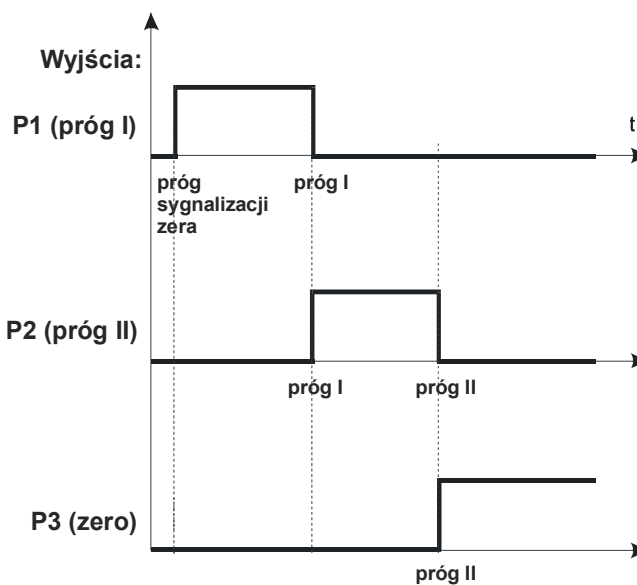 Wyjścia:
P1 (próg I)
t
próg
sygnalizacji
zera
próg I
P2 (próg II)
próg I
próg II
P3 (zero)
próg II